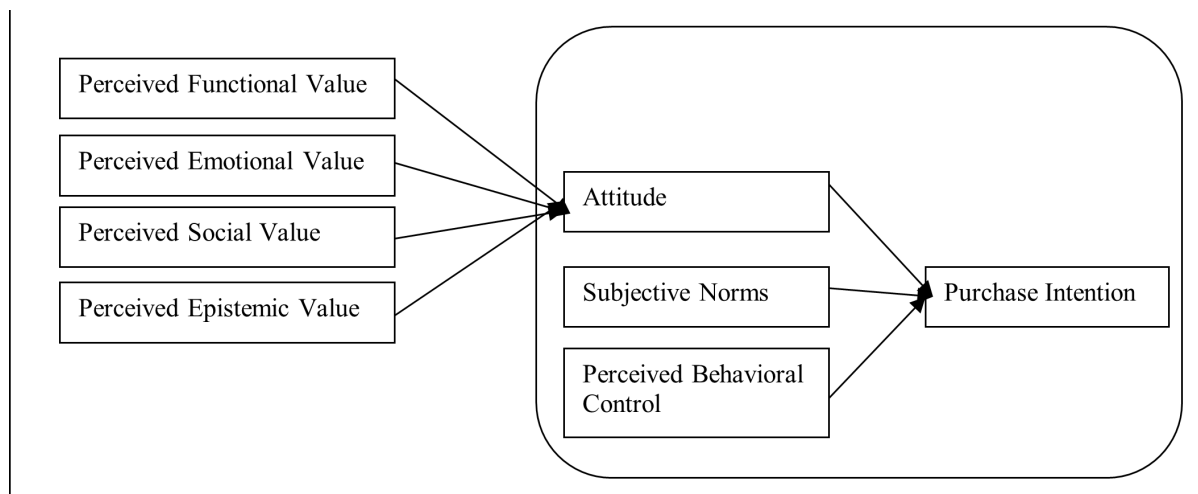 Perceived Functional Value
Perceived Emotional Value
Perceived Social Value
Perceived Epistemic Value
Attitude
Subjective Norms
Perceived Behavioral
Control
Purchase Intention